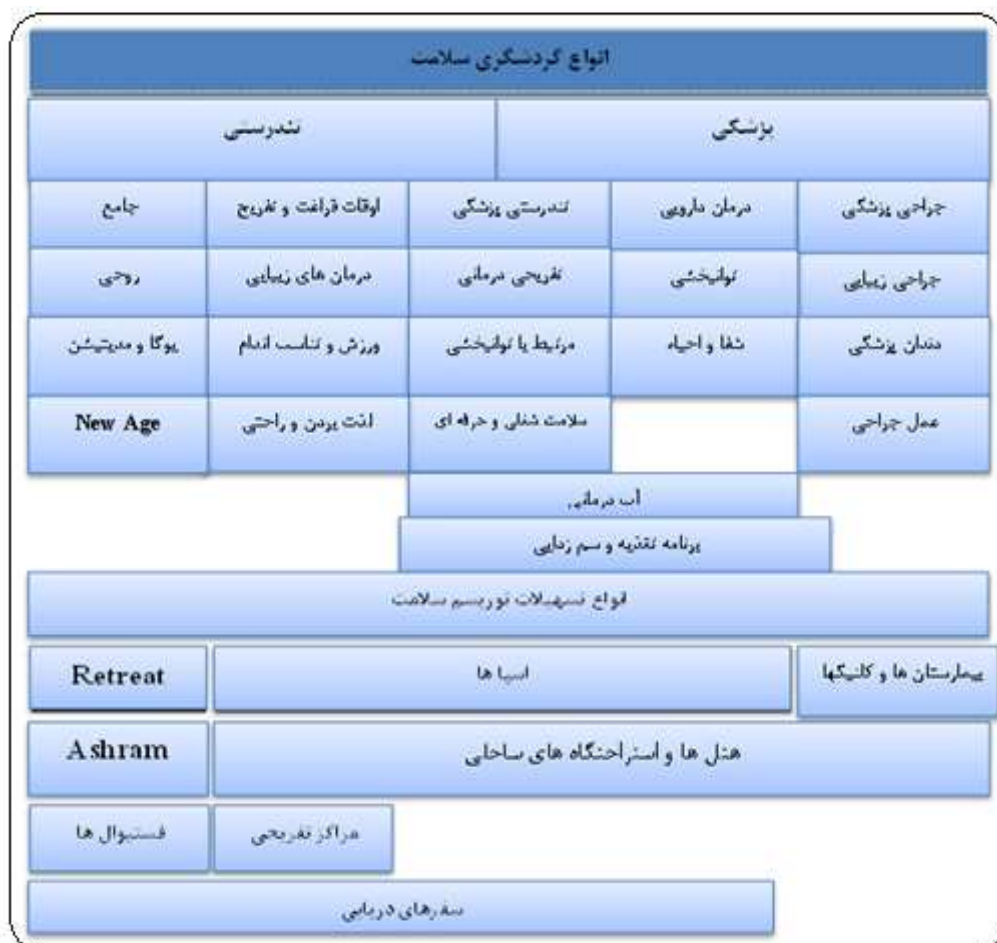 انواع گردشگری سلامت
پزشکی
تندرستی
جراحی پزشکی
درمان دارویی
تندرستی پزشکی
اوقات فراغت و تفریح
جامع
جراحی زیبایی
توانبخشی
تفریحی درمانی
درمان های زیبایی
روحی
دندان پزشکی
شفا و احیاء
مرتبط با توانبخشی
ورزش و تناسب اندام
یوگا و مدیتیشن
عمل جراحی
سلامت شغلی و حرفه ای
لذت بردن و راحتی
New Age
آب درمانی
برنامه تغذیه و سم زدایی
انواع تسهیلات توریسم سلامت
بیمارستان ها و کلنیکها
اسپا ها
Retreat
هتل ها و استراحتگاه های ساحلی
Ashram
مراکز تفریحی
فستیوال ها
سفرهای دریایی